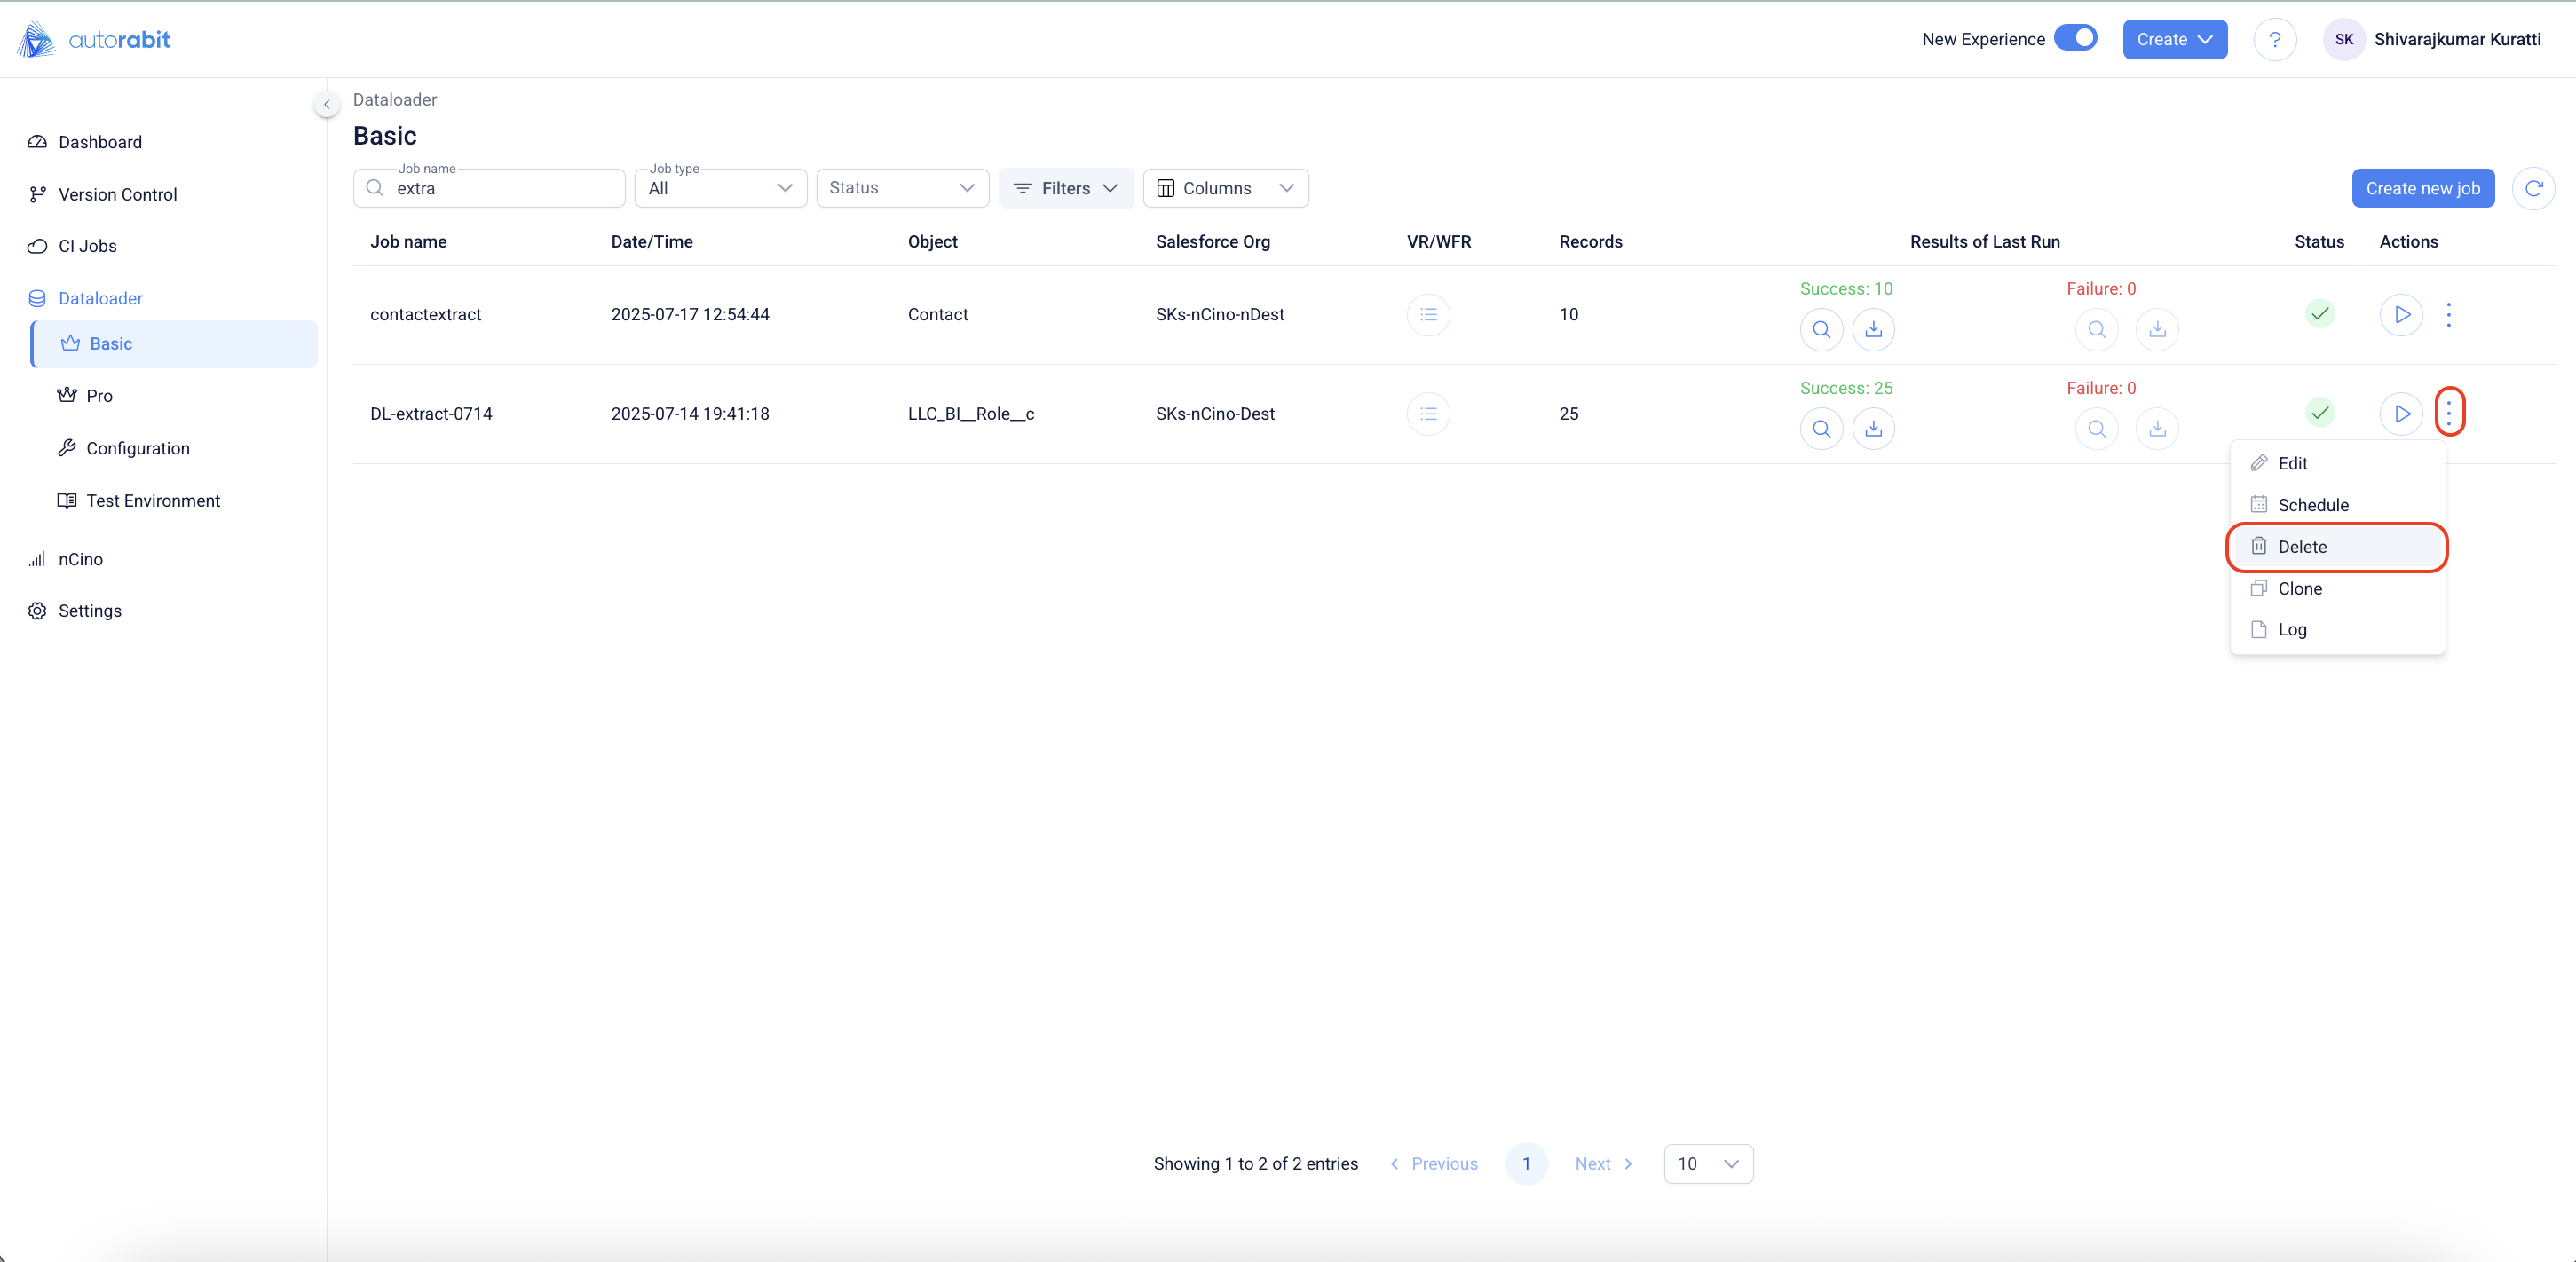 autorabit
New Experience
Create
?
SK
Shivarajkumar Kuratti
Dashboard
Version Control
CI Jobs
Dataloader
Basic
Pro
Configuration
Test Environment
nCino
Settings
Dataloader
Basic
Job name
extra
Job type
All
Status
Filters
Columns
Create new job
Job name Date/Time Object Salesforce Org VR/WFR Records Results of Last Run Status Actions
Success: 10 Failure: 0
contactextract 2025-07-17 12:54:44 Contact SKs-nCino-nDest 10
Success: 25 Failure: 0
DL-extract-0714 2025-07-14 19:41:18 LLC_BI__Role__c SKs-nCino-Dest 25
Edit
Schedule
Delete
Clone
Log
Showing 1 to 2 of 2 entries Previous 1 Next 10